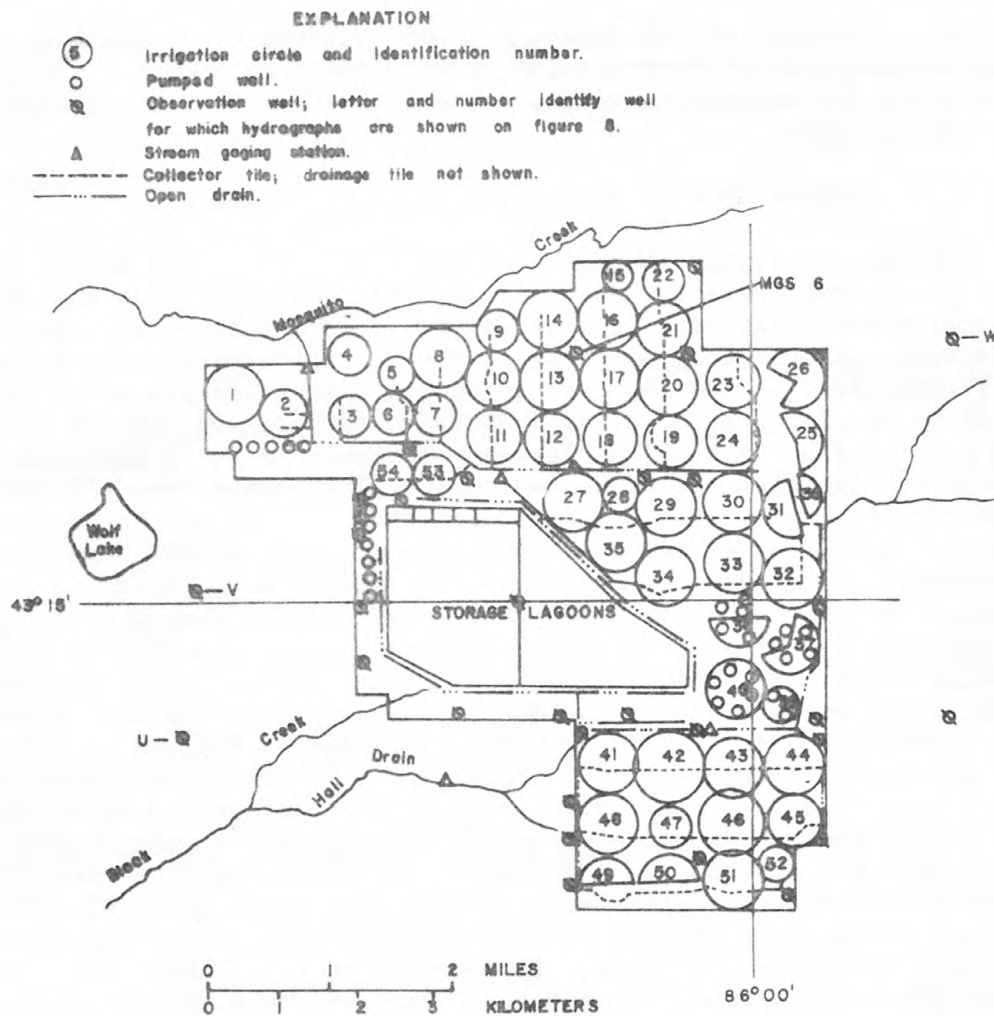 EXPLANATION
5 Irrigation circle and identification number.
Pumped well.
Observation well; letter and number identify well
for which hydrographs are shown on figure 8.
Stream gaging station.
Collector tile; drainage tile not shown.
Open drain.
Creek
Mosquito
MGS 6
W
15 22
14 16 21
9
4 8
5 10 13 17 20 23 26
1 2
3 6 7
11 12 18 19 24 25
54 53
27 28 29 30 31
35
34 33 32
Wolf
Lake
V
43° 15'
STORAGE LAGOONS
U
Creek
Hall Drain
Black
41 42 43 44
48 47 46 45
49 50 51 52
0 1 2 MILES
0 1 2 3 KILOMETERS
86° 00'